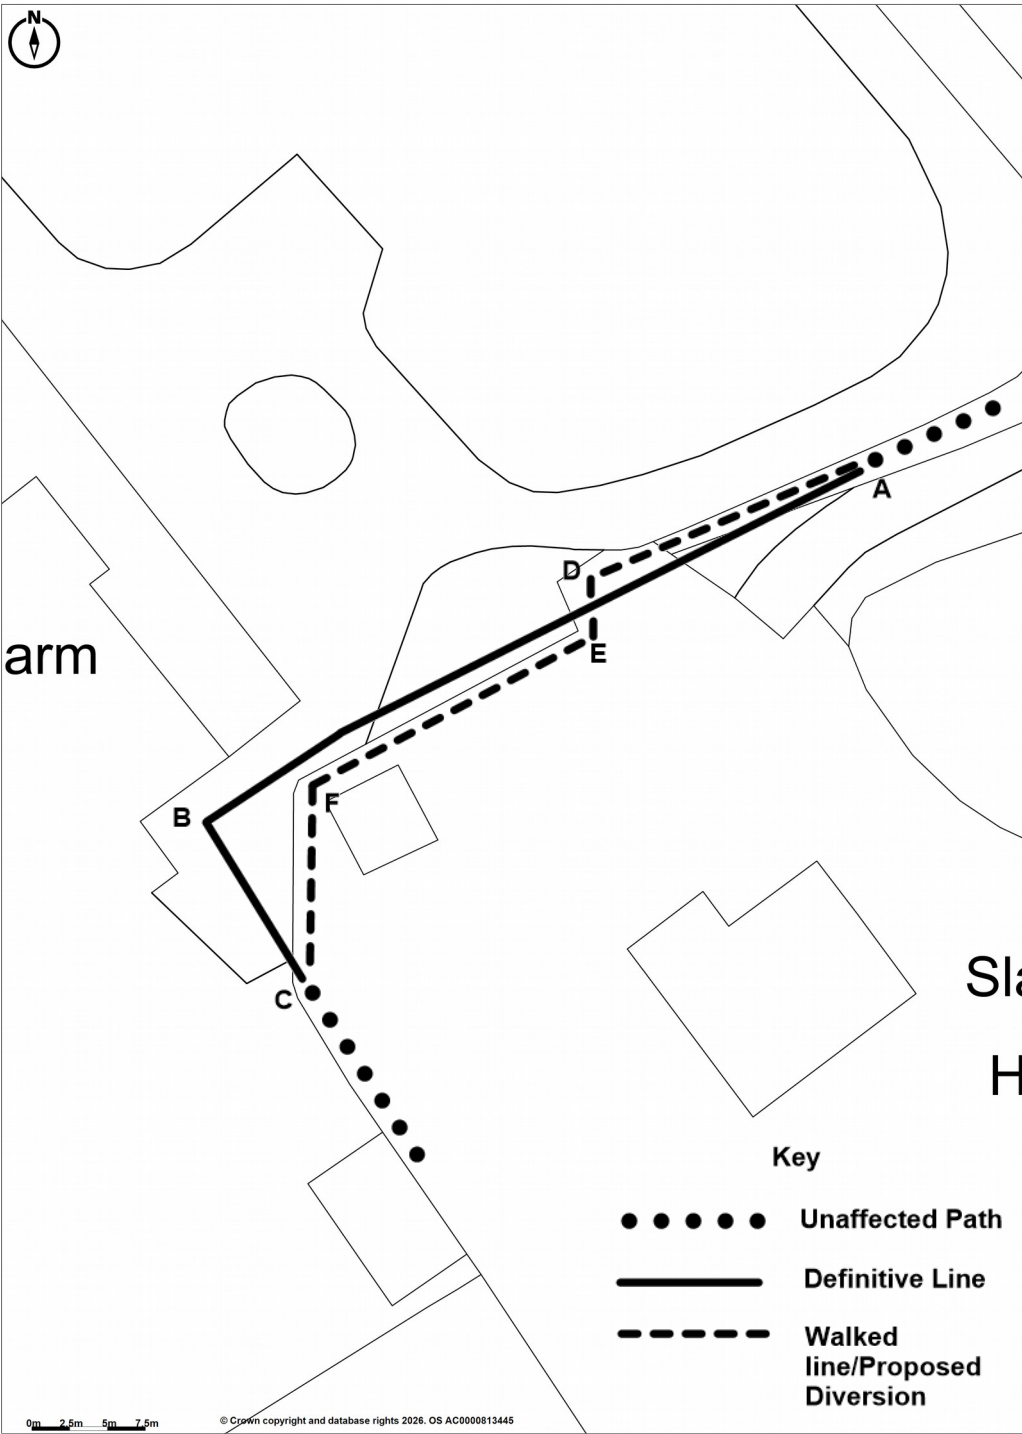 N
A
D
E
arm
F
B
C
Sla
H
Key
Unaffected Path
Definitive Line
Walked
line/Proposed
Diversion
0m 2.5m 5m 7.5m
© Crown copyright and database rights 2026. OS AC0000813445